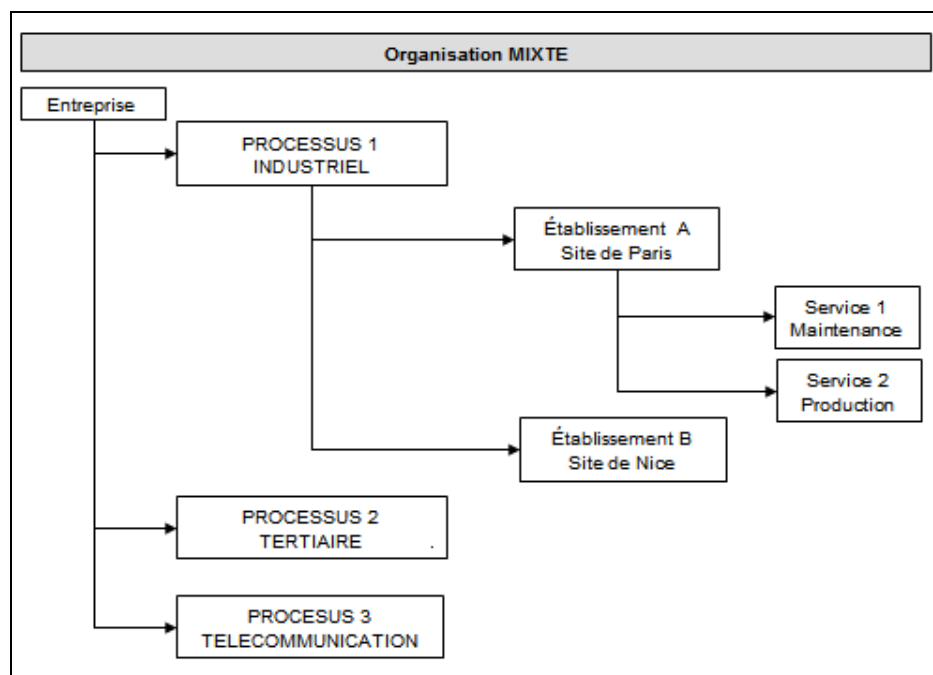 Organisation MIXTE
Entreprise
PROCESSUS 1
INDUSTRIEL
Établissement A
Site de Paris
Service 1
Maintenance
Service 2
Production
Établissement B
Site de Nice
PROCESSUS 2
TERTIAIRE .
PROCESUS 3
TELECOMMUNICATION